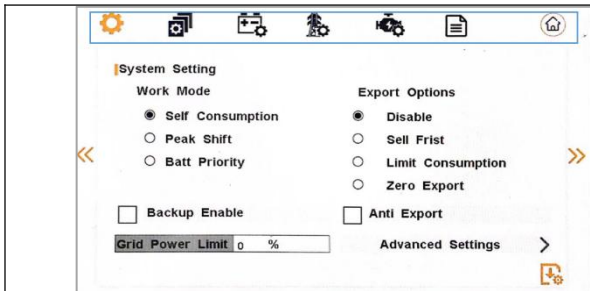 System Setting
Work Mode
Self Consumption
Peak Shift
Batt Priority
Export Options
Disable
Sell Frist
Limit Consumption
Zero Export
Backup Enable
Anti Export
Grid Power Limit 0 %
Advanced Settings